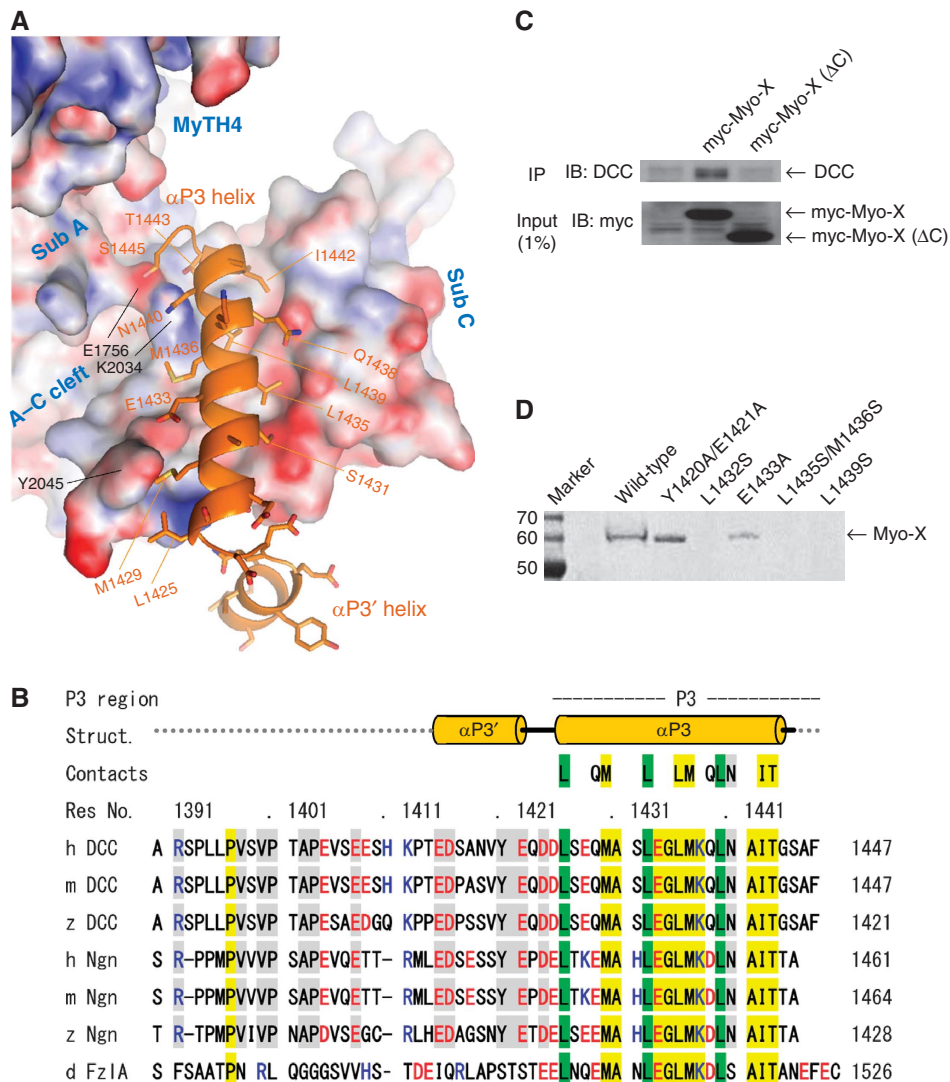 A
MyTH4
αP3 helix
T1443
Sub A
S1445
I1442
Sub C
N1440
E1756
K2034
M1436
Q1438
A–C cleft
L1439
E1433
L1435
Y2045
S1431
M1429
L1425
αP3′ helix
C
myc-Myo-X
myc-Myo-X (ΔC)
IP IB: DCC ← DCC
Input (1%) IB: myc ← myc-Myo-X
← myc-Myo-X (ΔC)
D
Marker
Wild-type
Y1420A/E1421A
L1432S
E1433A
L1435S/M1436S
L1439S
70
60 ← Myo-X
50
B
P3 region P3
Struct. αP3′ αP3
Contacts L QM L LM QLN IT
Res No. 1391 . 1401 . 1411 . 1421 . 1431 . 1441
h DCC A RSPLLPVSVP TAPEVSEESH KPTEDSANVY EQDDLSEQMA SLEGLMKQLN AITGSAF 1447
m DCC A RSPLLPVSVP TAPEVSEESH KPTEDPASVY EQDDLSEQMA SLEGLMKQLN AITGSAF 1447
z DCC A RSPLLPVSVP TAPESAEDGQ KPPEDPSSVY EQDDLSEQMA SLEGLMKQLN AITGSAF 1421
h Ngn S R-PPMPVVVP SAPEVQETT- RMLEDSESSY EPDELTKEMA HLEGLMKDLN AITTA 1461
m Ngn S R-PPMPVVVP SAPEVQETT- RMLEDSESSY EPDELTKEMA HLEGLMKDLN AITTA 1464
z Ngn T R-TPMPVIVP NAPDVSEGC- RLHEDAGSNY ETDELSEEMA HLEGLMKDLN AITTA 1428
d FzIA S FSAATPN RL QGGGSVVHS- TDEIQRLAPSTSTEELNQEMA NLEGLMKDLS AITANEFEC 1526